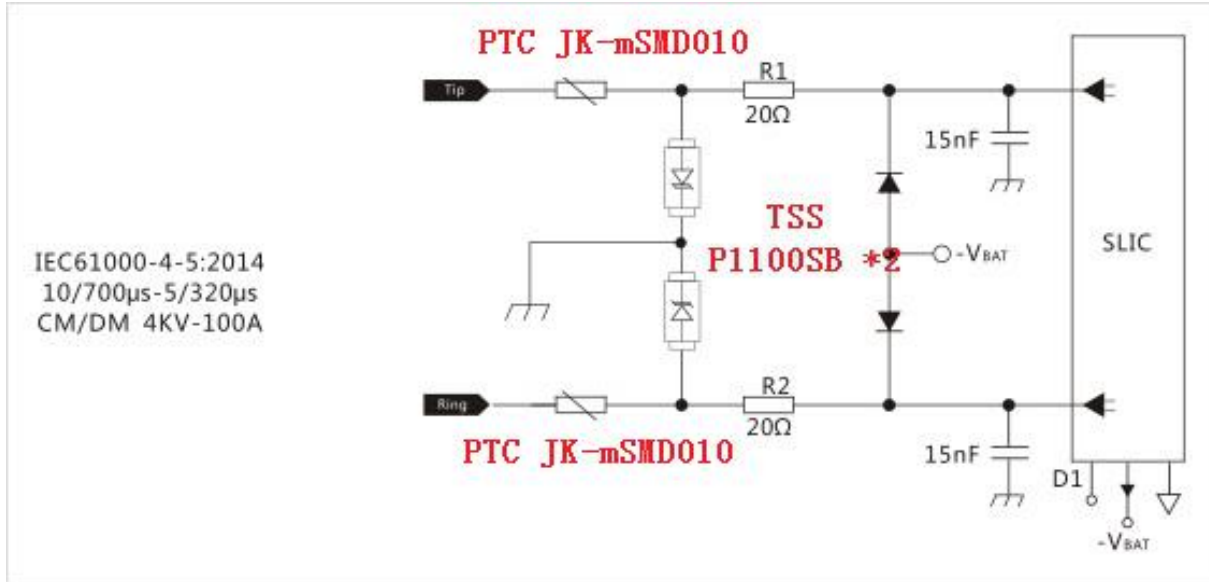 PTC JK-mSMD010
Tip
R1
20Ω
15nF
TSS
P1100SB *2
-VBAT
SLIC
IEC61000-4-5:2014
10/700μs-5/320μs
CM/DM 4KV-100A
Ring
R2
20Ω
PTC JK-mSMD010
15nF
D1
-VBAT